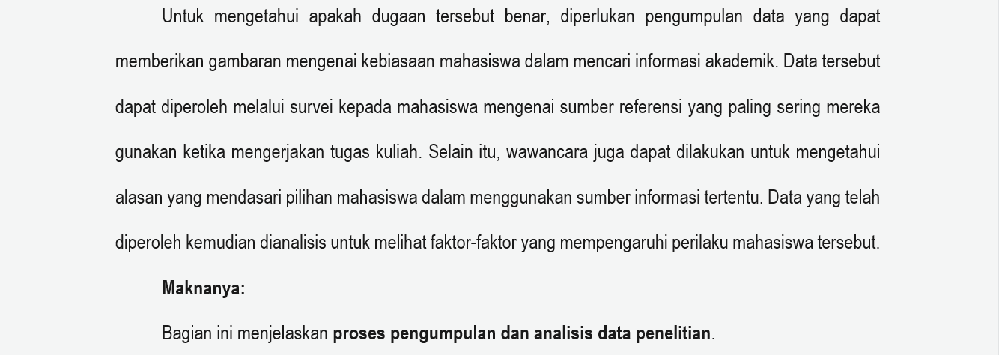 Untuk mengetahui apakah dugaan tersebut benar, diperlukan pengumpulan data yang dapat
memberikan gambaran mengenai kebiasaan mahasiswa dalam mencari informasi akademik. Data tersebut
dapat diperoleh melalui survei kepada mahasiswa mengenai sumber referensi yang paling sering mereka
gunakan ketika mengerjakan tugas kuliah. Selain itu, wawancara juga dapat dilakukan untuk mengetahui
alasan yang mendasari pilihan mahasiswa dalam menggunakan sumber informasi tertentu. Data yang telah
diperoleh kemudian dianalisis untuk melihat faktor-faktor yang mempengaruhi perilaku mahasiswa tersebut.
Maknanya:
Bagian ini menjelaskan proses pengumpulan dan analisis data penelitian.